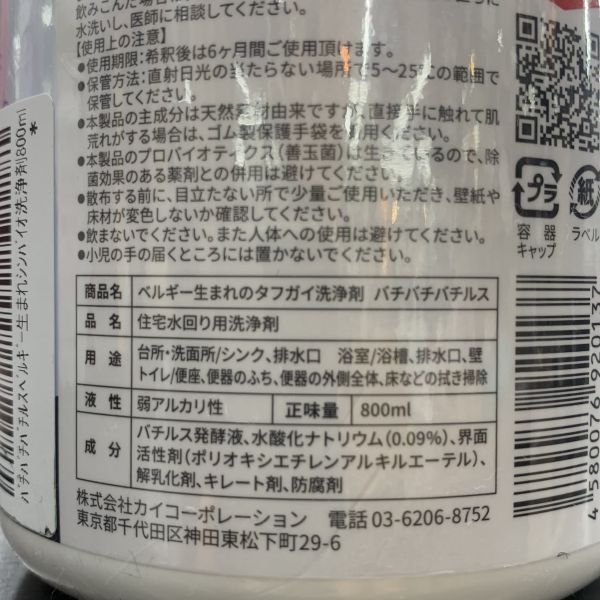 飲みこんだ場合
水洗いし、医師に相談してください。
【使用上の注意】
●使用期限：希釈後は6ヶ月間ご使用頂けます。
●保管方法：直射日光の当たらない場所で5～25℃の範囲で
保管してください。
●本製品の主成分は天然素材由来ですが、直接手に触れて肌
荒れがする場合は、ゴム製保護手袋をお用ください。
●本製品のプロバイオティクス（善玉菌）は生きているので、除
菌効果のある薬剤との併用は避けてください。
●散布する前に、目立たない所で少量ご使用いただき、壁紙や
床材が変色しないか確認してください。
●飲まないでください。また人体への使用は避けてください。
●小児の手の届くところには置かないでください。
プラ 紙
容器 ラベル
キャップ
商品名 ベルギー生まれのタフガイ洗浄剤 バチバチバチルス
品名 住宅水回り用洗浄剤
用途 台所・洗面所/シンク、排水口 浴室/浴槽、排水口、壁
トイレ/便座、便器のふち、便器の外側全体、床などの拭き掃除
液性 弱アルカリ性 正味量 800ml
成分 バチルス発酵液、水酸化ナトリウム（0.09%）、界面
活性剤（ポリオキシエチレンアルキルエーテル）、
解乳化剤、キレート剤、防腐剤
株式会社カイコーポレーション 電話 03-6206-8752
東京都千代田区神田東松下町29-6
バチバチバチルスベルギー生まれシンバイオ洗浄剤800ml*
4 580076 920137